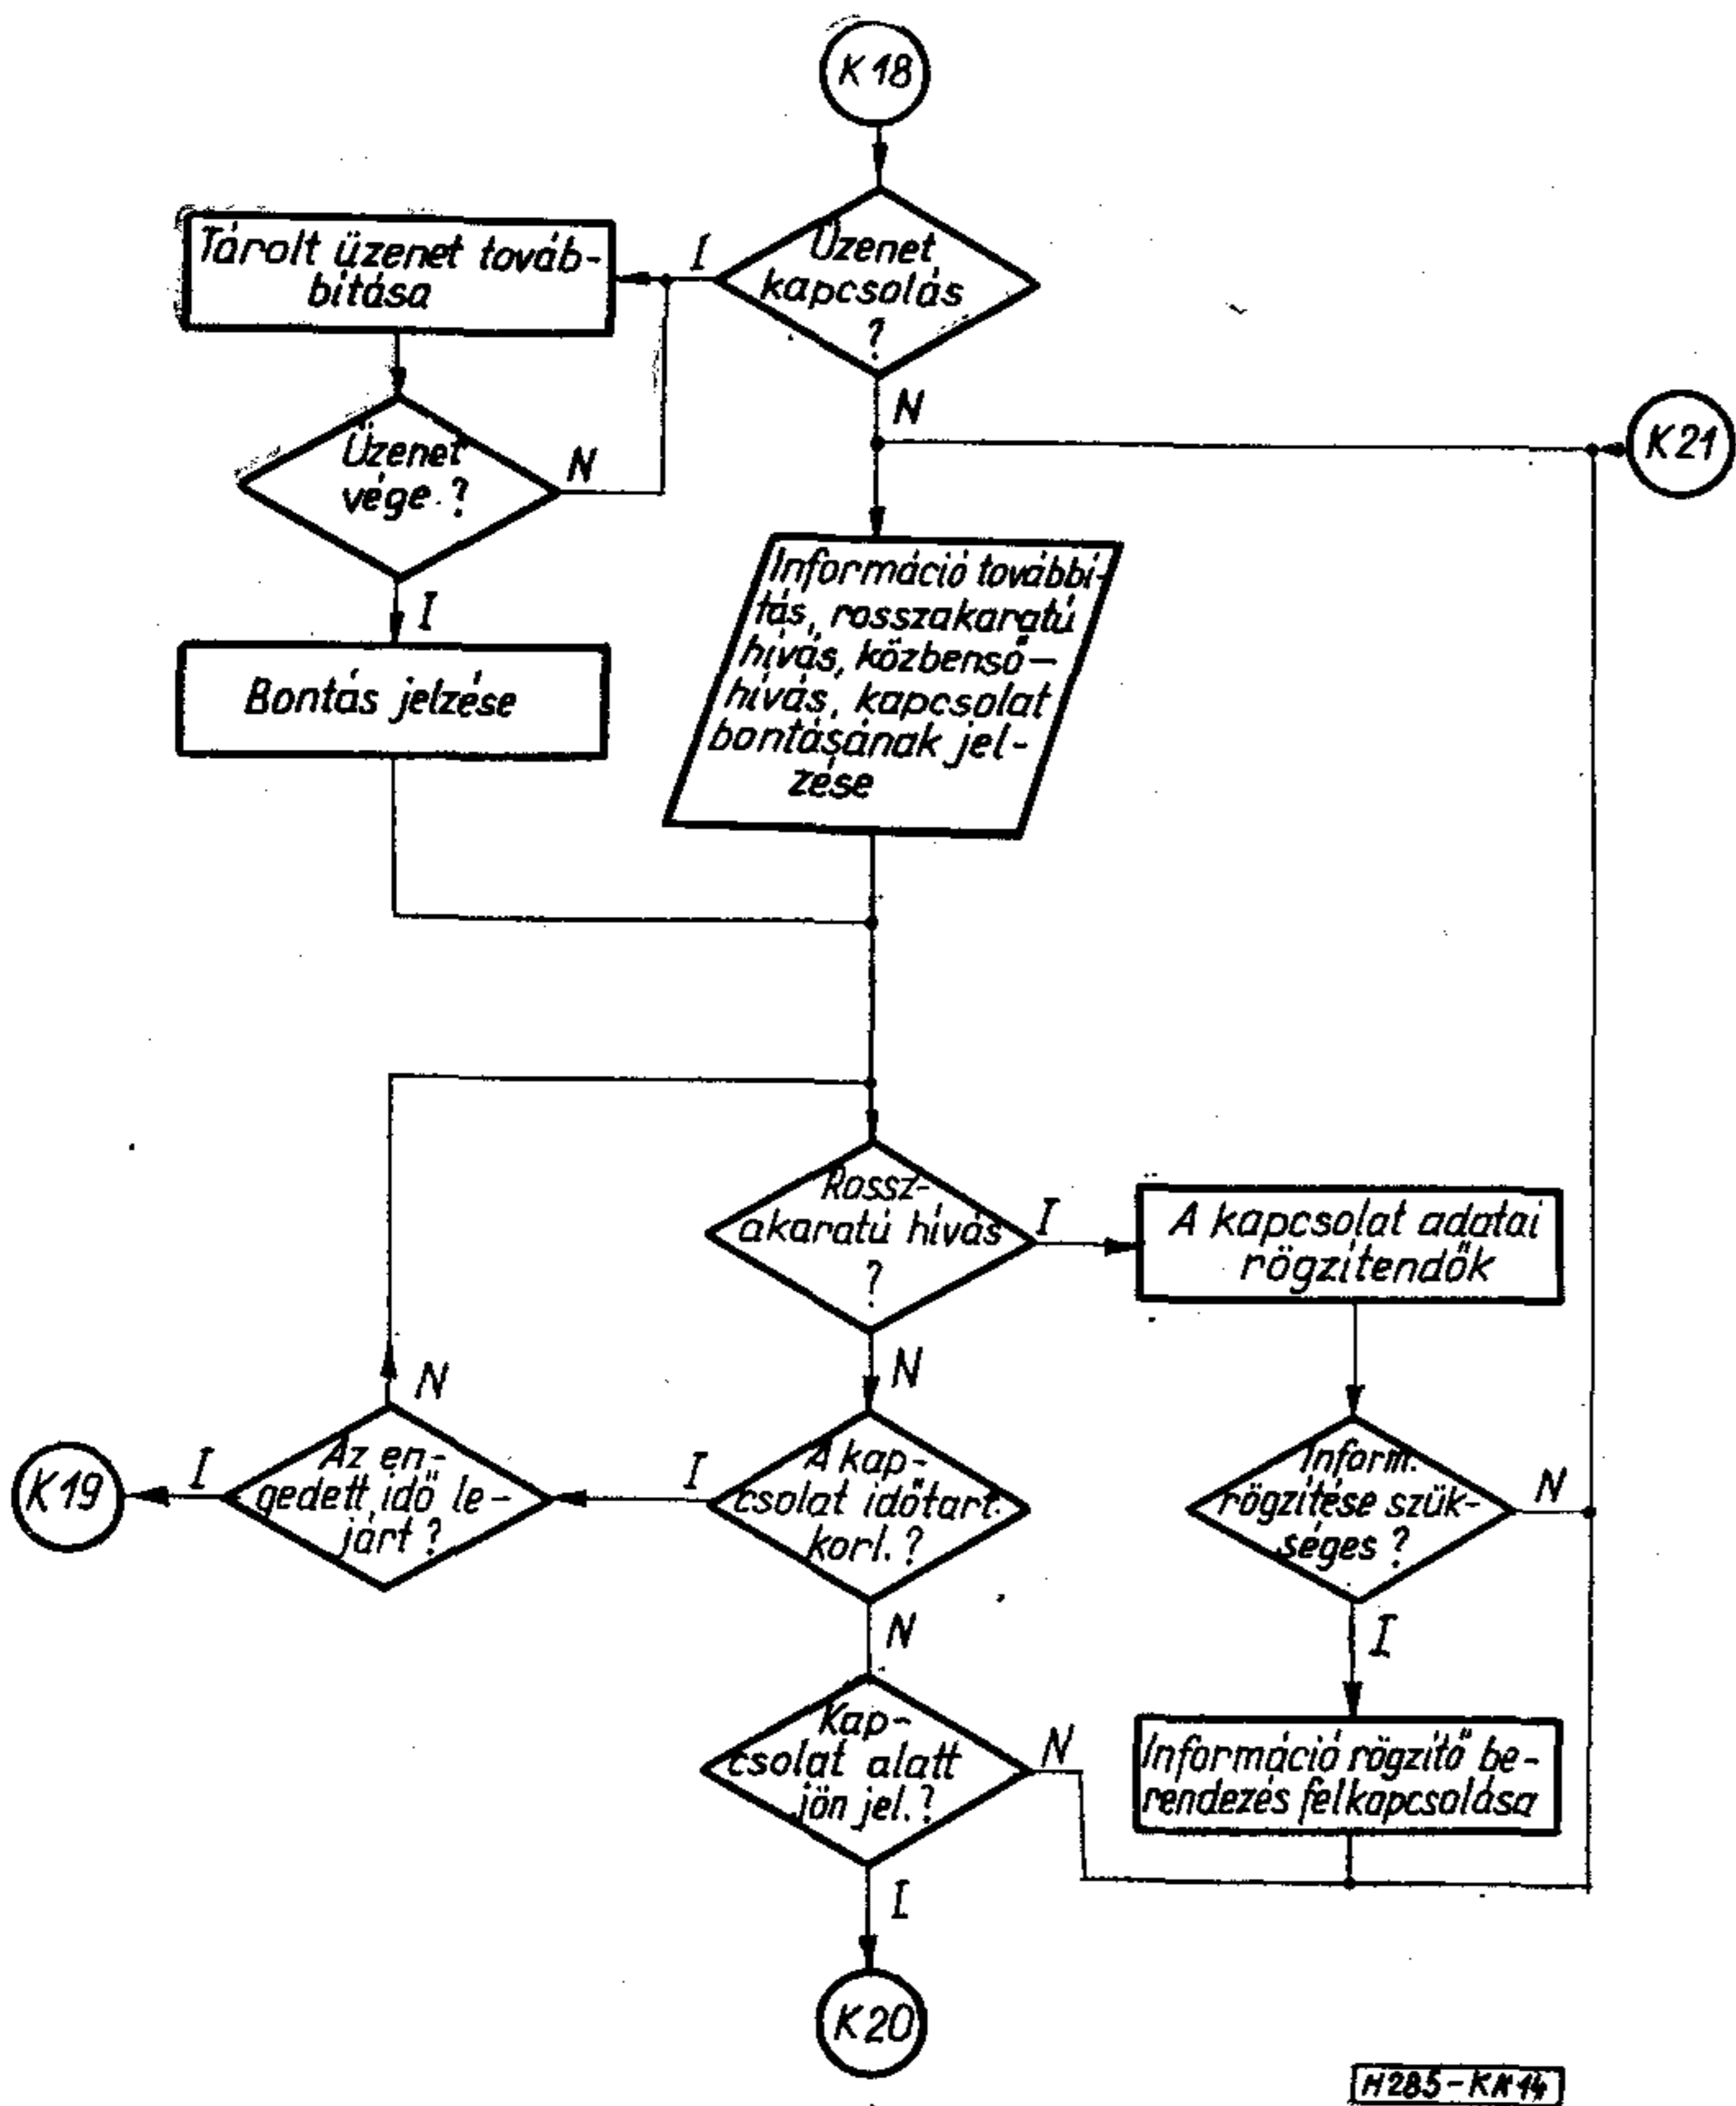 K18
Üzenet
kapcsolás
?
I
N
Tárolt üzenet továb-
bítása
Üzenet
vége.?
N
I
Bontás jelzése
K21
Információ továbbí-
tás, rosszakaratú
hívás, közbenső-
hívás, kapcsolat
bontásának jel-
zése
Rossz-
akaratú hívás
?
I
N
A kapcsolat adatai
rögzítendők
A kap-
csolat időtart.
korl.?
I
N
Az en-
gedett idő le-
járt?
N
I
K19
Inform.
rögzítése szük-
séges?
N
I
Információ rögzítő be-
rendezés felkapcsolása
Kap-
csolat alatt
jön jel.?
N
I
K20